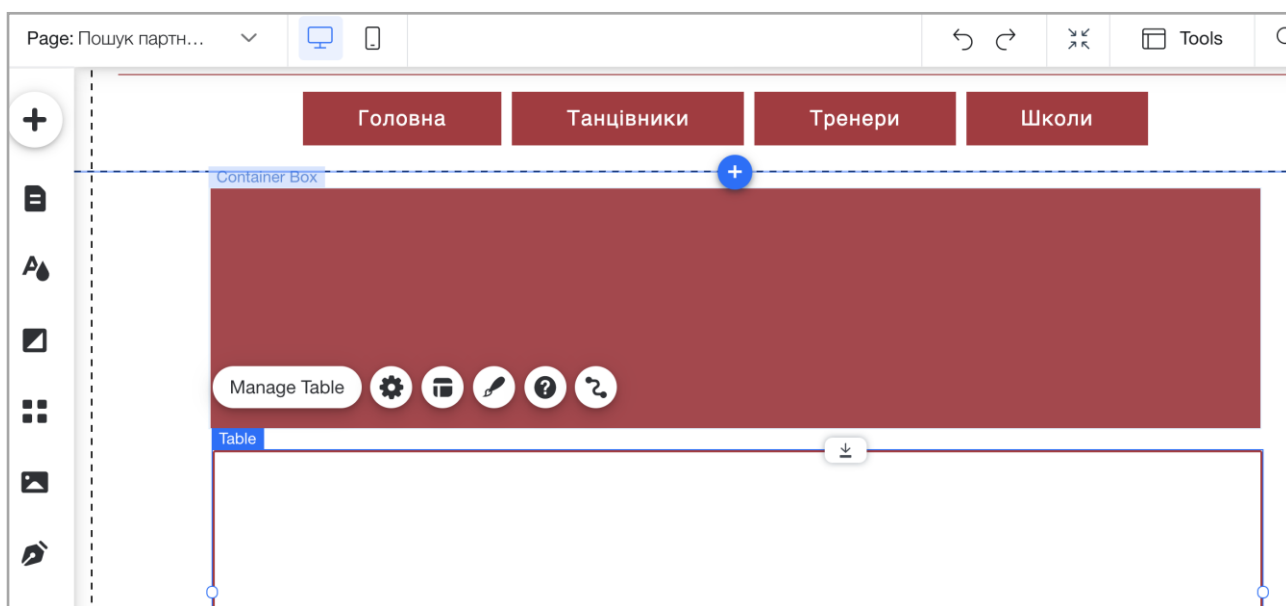 Page: Пошук партн...
Tools
Головна Танцівники Тренери Школи
Container Box
Manage Table
Table